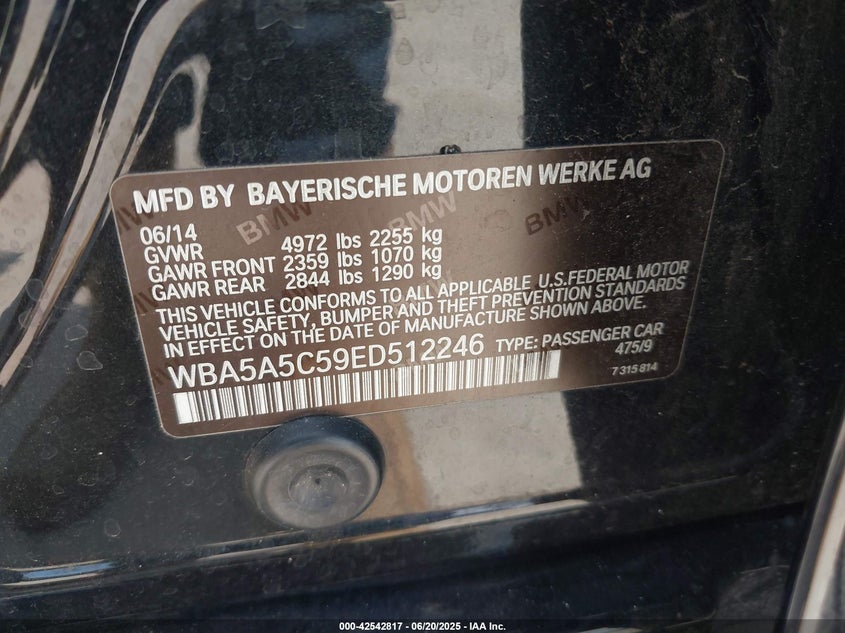 MFD BY BAYERISCHE MOTOREN WERKE AG
06/14
GVWR 4972 lbs 2255 kg
GAWR FRONT 2359 lbs 1070 kg
GAWR REAR 2844 lbs 1290 kg
THIS VEHICLE CONFORMS TO ALL APPLICABLE U.S.FEDERAL MOTOR
VEHICLE SAFETY, BUMPER AND THEFT PREVENTION STANDARDS
IN EFFECT ON THE DATE OF MANUFACTURE SHOWN ABOVE.
WBA5A5C59ED512246 TYPE: PASSENGER CAR
475/9
7 315 814
BMW BMW BMW
000-42542817 - 06/20/2025 - IAA Inc.